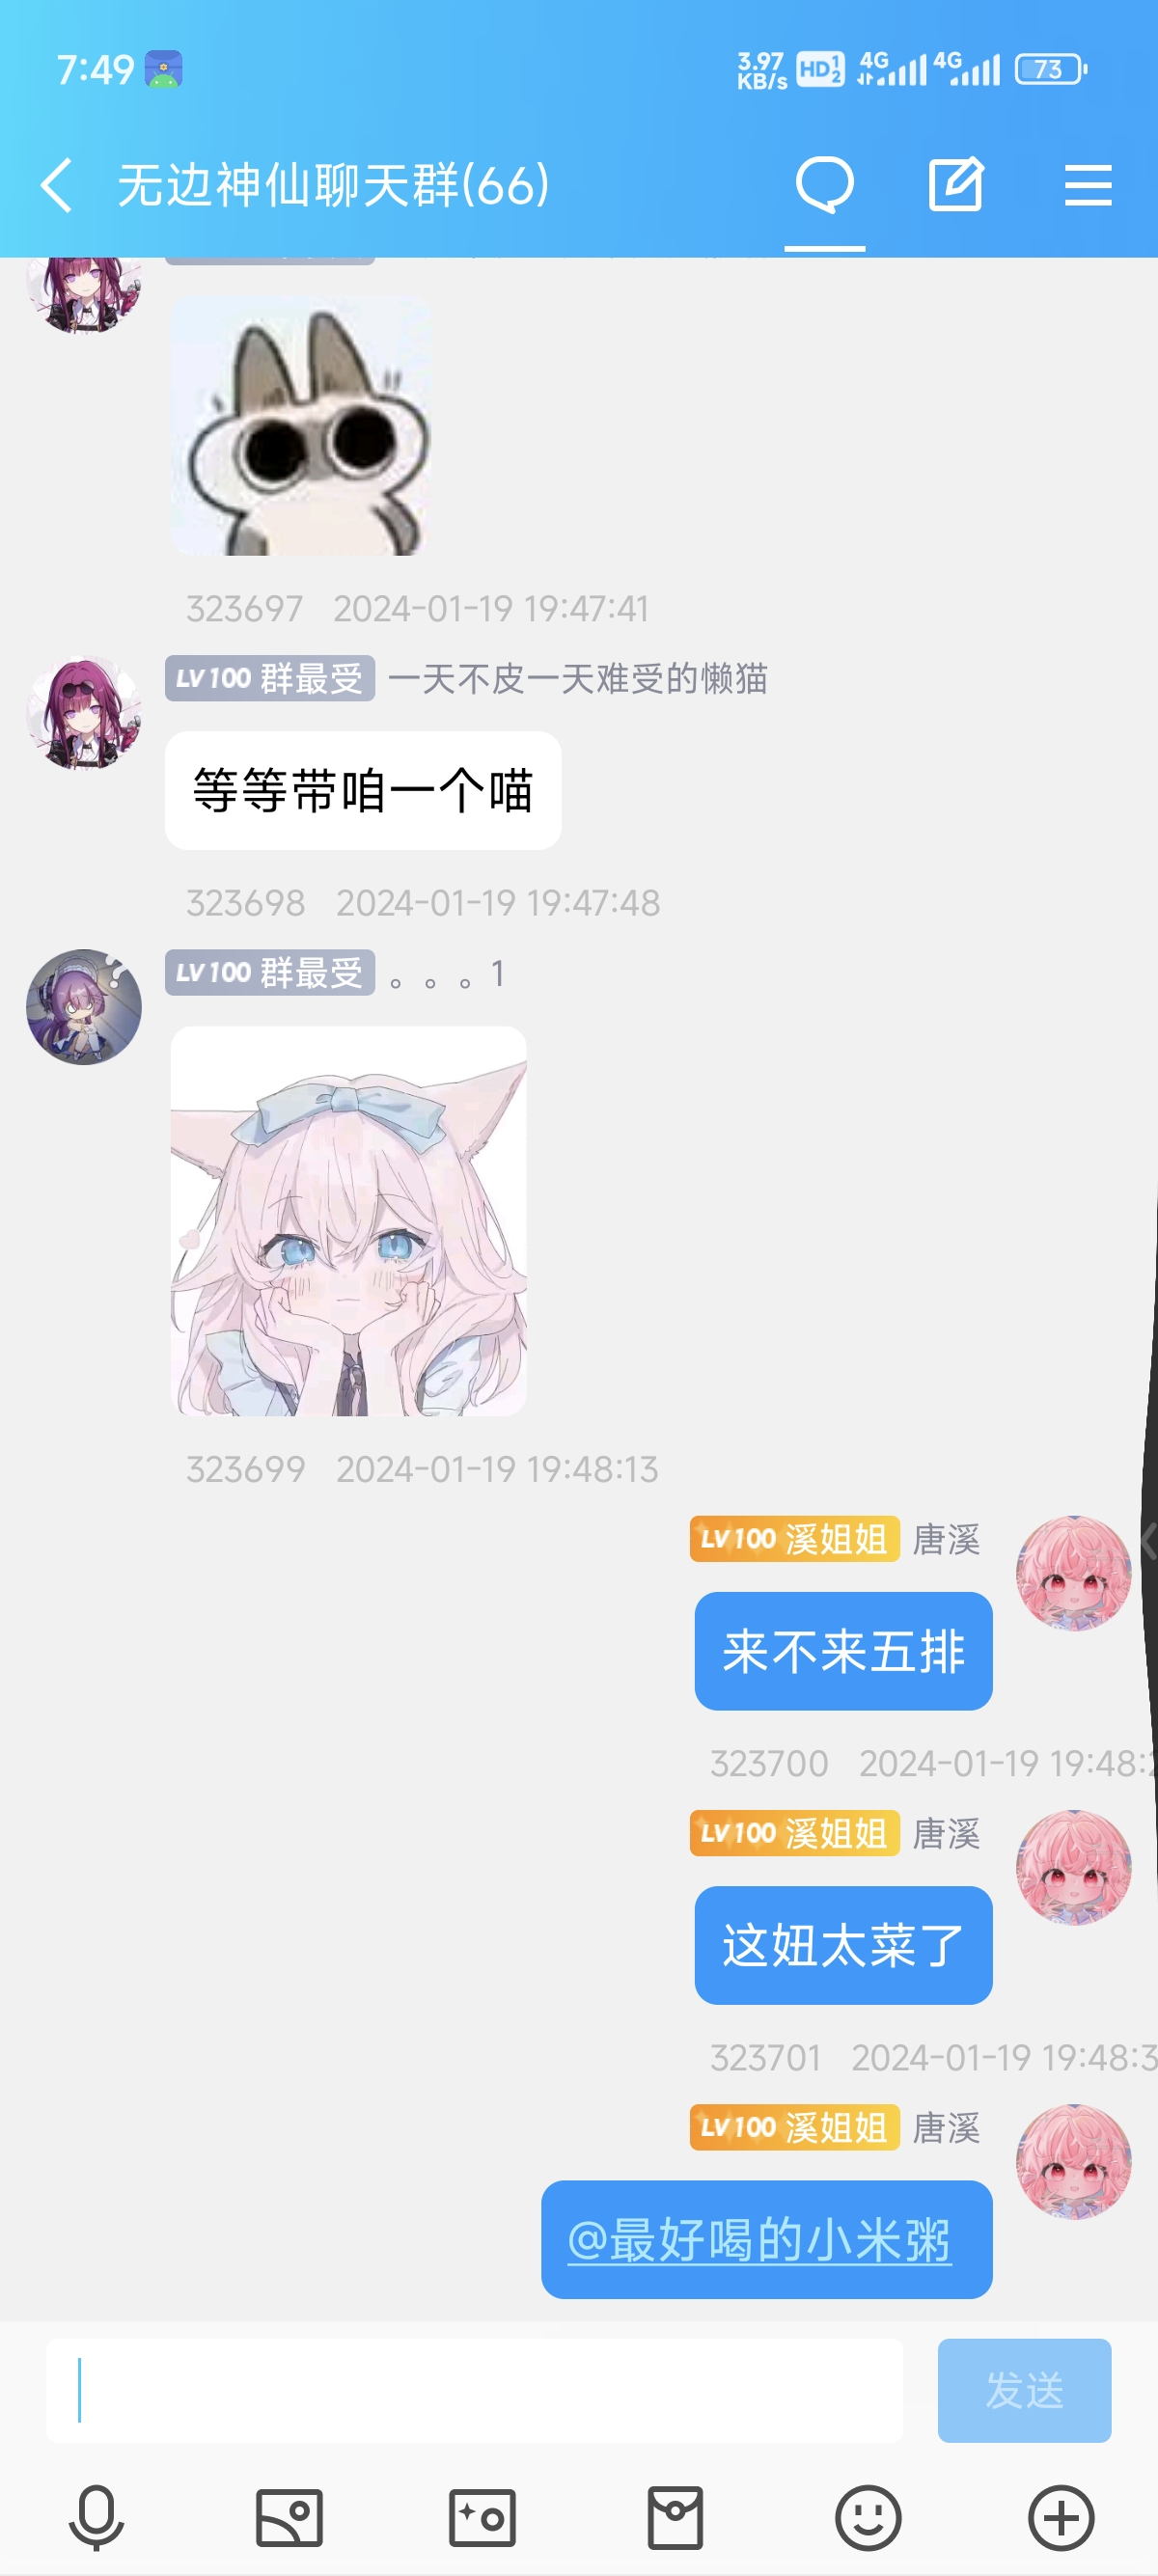 7:49
3.97
KB/s
HD 1 2
4G
4G
73
无边神仙聊天群(66)
323697 2024-01-19 19:47:41
LV100 群最受 一天不皮一天难受的懒猫
等等带咱一个喵
323698 2024-01-19 19:47:48
LV100 群最受 。。。1
323699 2024-01-19 19:48:13
LV100 溪姐姐 唐溪
来不来五排
323700 2024-01-19 19:48:2
LV100 溪姐姐 唐溪
这妞太菜了
323701 2024-01-19 19:48:3
LV100 溪姐姐 唐溪
@最好喝的小米粥
发送